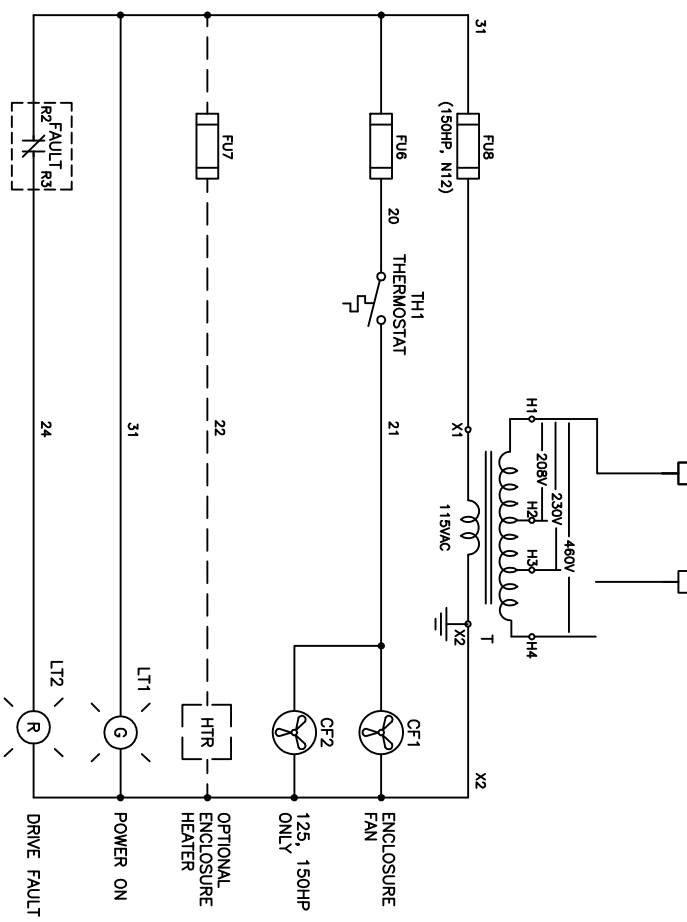 H1
H2
H3
H4
208V
230V
460V
31
FU8
(150HP, N12)
X1
115VAC
X2
T
X2
FU6
20
TH1
THERMOSTAT
21
CF1
ENCLOSURE
FAN
CF2
125, 150HP
ONLY
FU7
22
HTR
OPTIONAL
ENCLOSURE
HEATER
31
LT1
G
POWER ON
R2
FAULT
R3
24
LT2
R
DRIVE FAULT